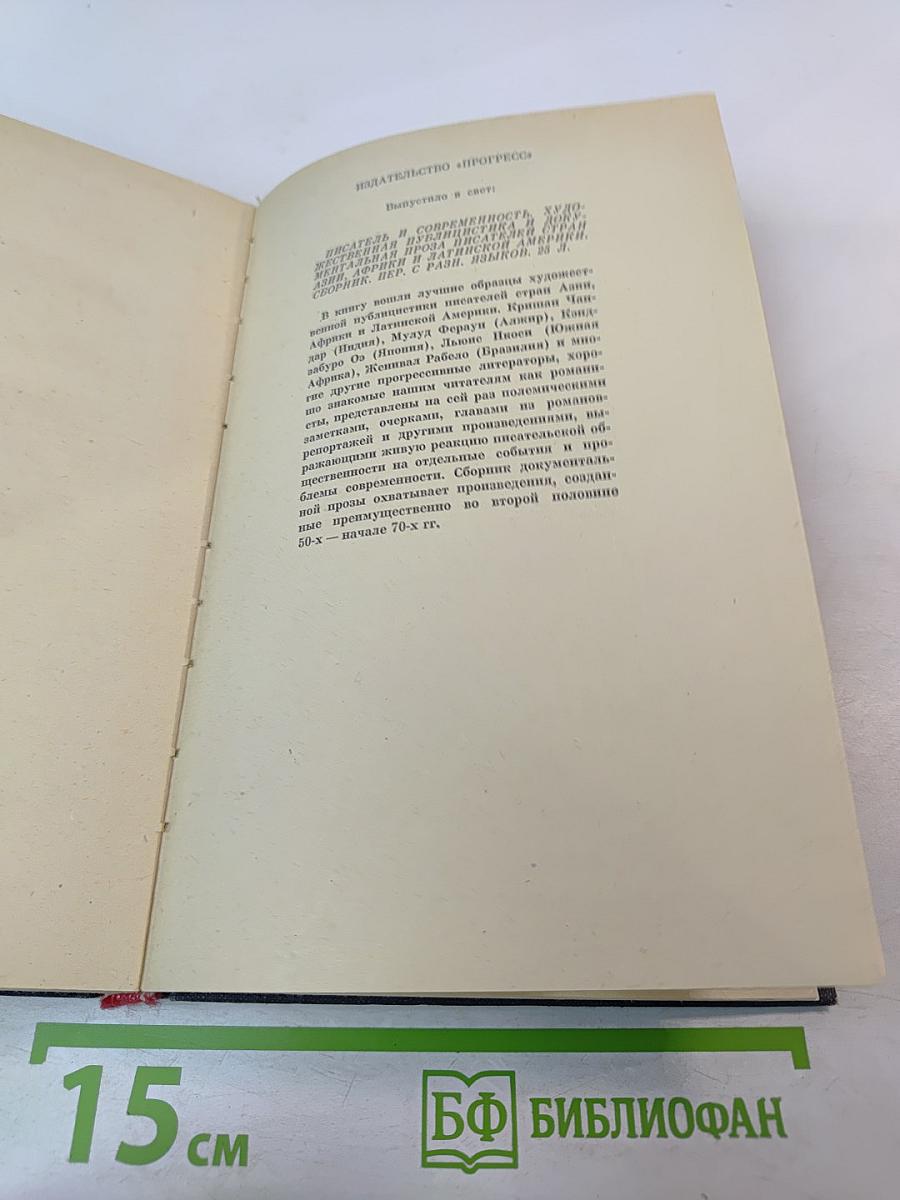 ИЗДАТЕЛЬСТВО «ПРОГРЕСС»
Выпустило в свет:
ПИСАТЕЛЬ И СОВРЕМЕННОСТЬ. ХУДО-
ЖЕСТВЕННАЯ ПУБЛИЦИСТИКА И ДОКУ-
МЕНТАЛЬНАЯ ПРОЗА ПИСАТЕЛЕЙ СТРАН
АЗИИ, АФРИКИ И ЛАТИНСКОЙ АМЕРИКИ.
СБОРНИК. ПЕР. С РАЗН. ЯЗЫКОВ. 25 Л.
В книгу вошли лучшие образцы художест-
венной публицистики писателей стран Азии,
Африки и Латинской Америки. Кришан Чан-
дар (Индия), Мулуд Фераун (Алжир), Кэнд-
забуро Оэ (Япония), Льюис Нкоси (Южная
Африка), Женивал Рабело (Бразилия) и мно-
гие другие прогрессивные литераторы, хоро-
шо знакомые нашим читателям как романи-
сты, представлены на сей раз полемическими
заметками, очерками, главами из романов-
репортажей и другими произведениями, вы-
ражающими живую реакцию писательской об-
щественности на отдельные события и про-
блемы современности. Сборник документаль-
ной прозы охватывает произведения, создан-
ные преимущественно во второй половине
50-х — начале 70-х гг.
15 см
БФ БИБЛИОФАН